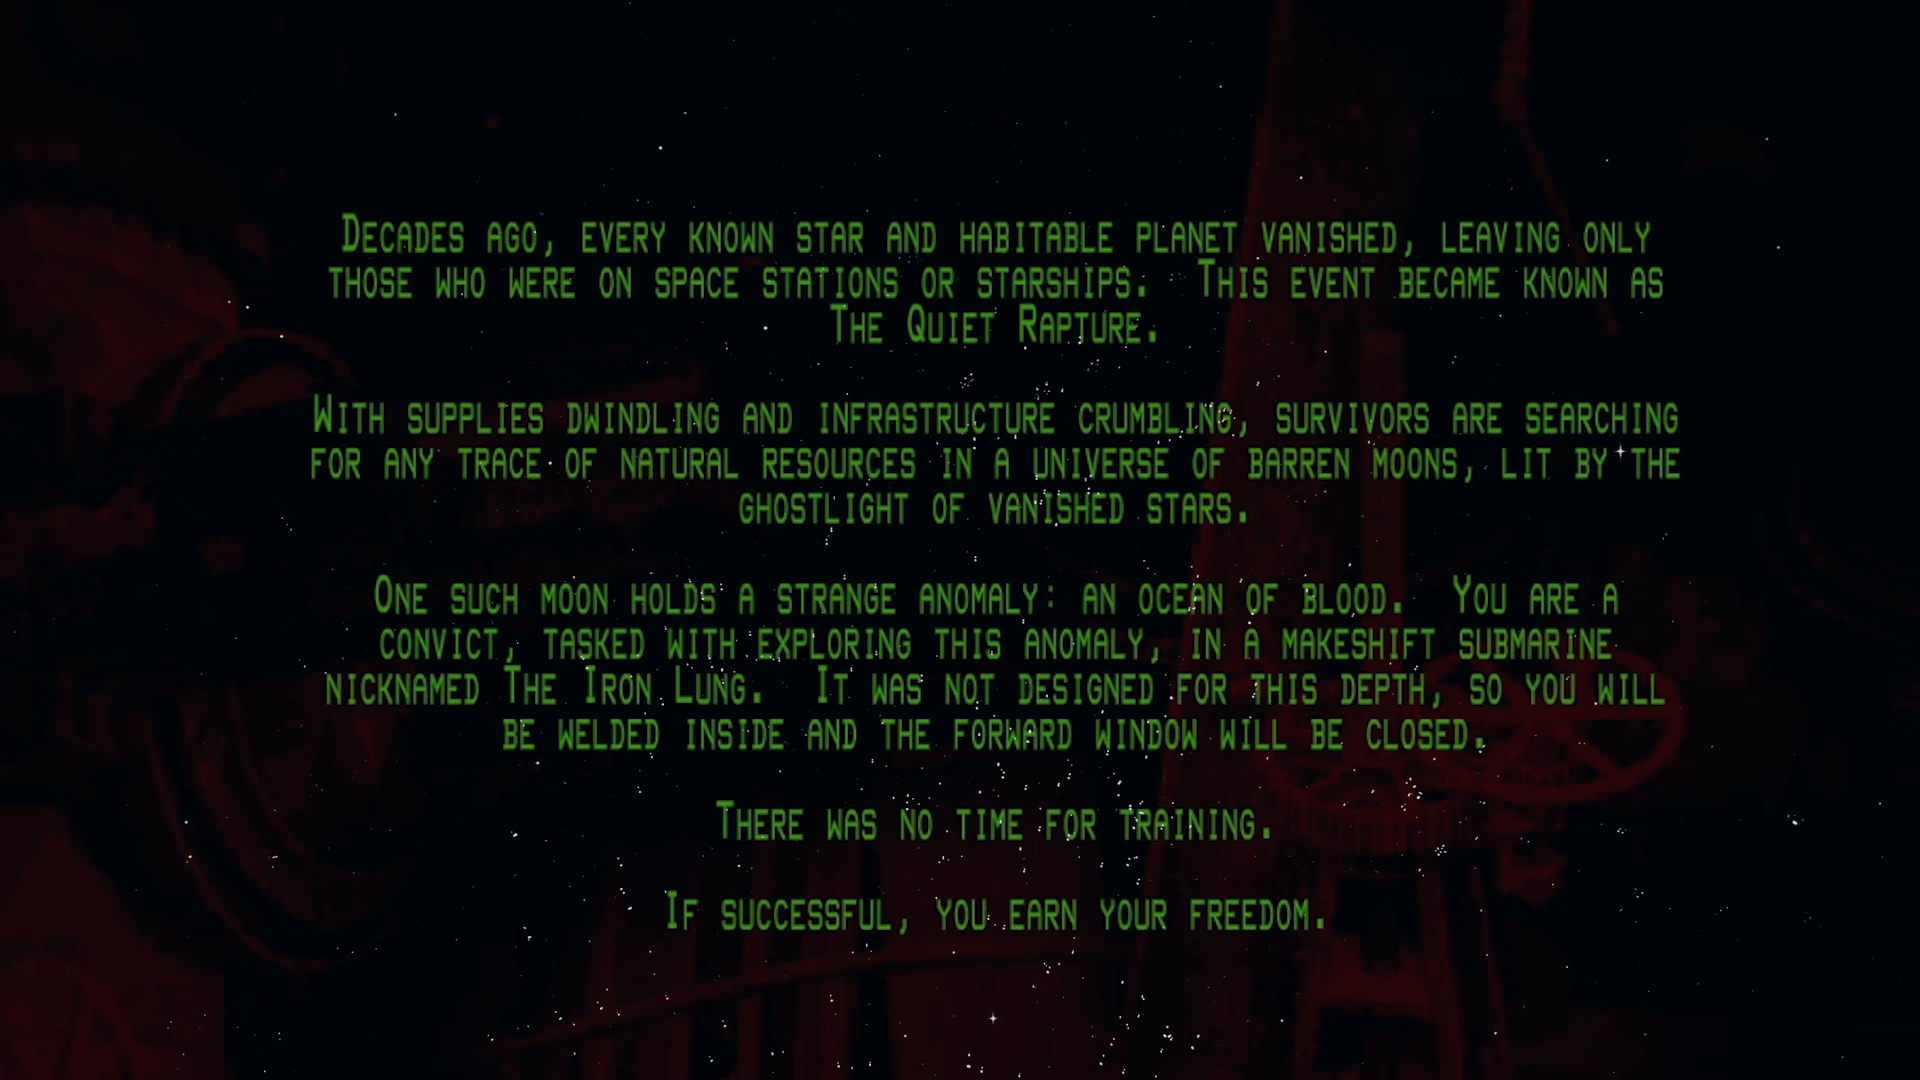 Decades ago, every known star and habitable planet vanished, leaving only
those who were on space stations or starships.  This event became known as
The Quiet Rapture.
With supplies dwindling and infrastructure crumbling, survivors are searching
for any trace of natural resources in a universe of barren moons, lit by the
ghostlight of vanished stars.
One such moon holds a strange anomaly: an ocean of blood.  You are a
convict, tasked with exploring this anomaly, in a makeshift submarine
nicknamed The Iron Lung.  It was not designed for this depth, so you will
be welded inside and the forward window will be closed.
There was no time for training.
If successful, you earn your freedom.